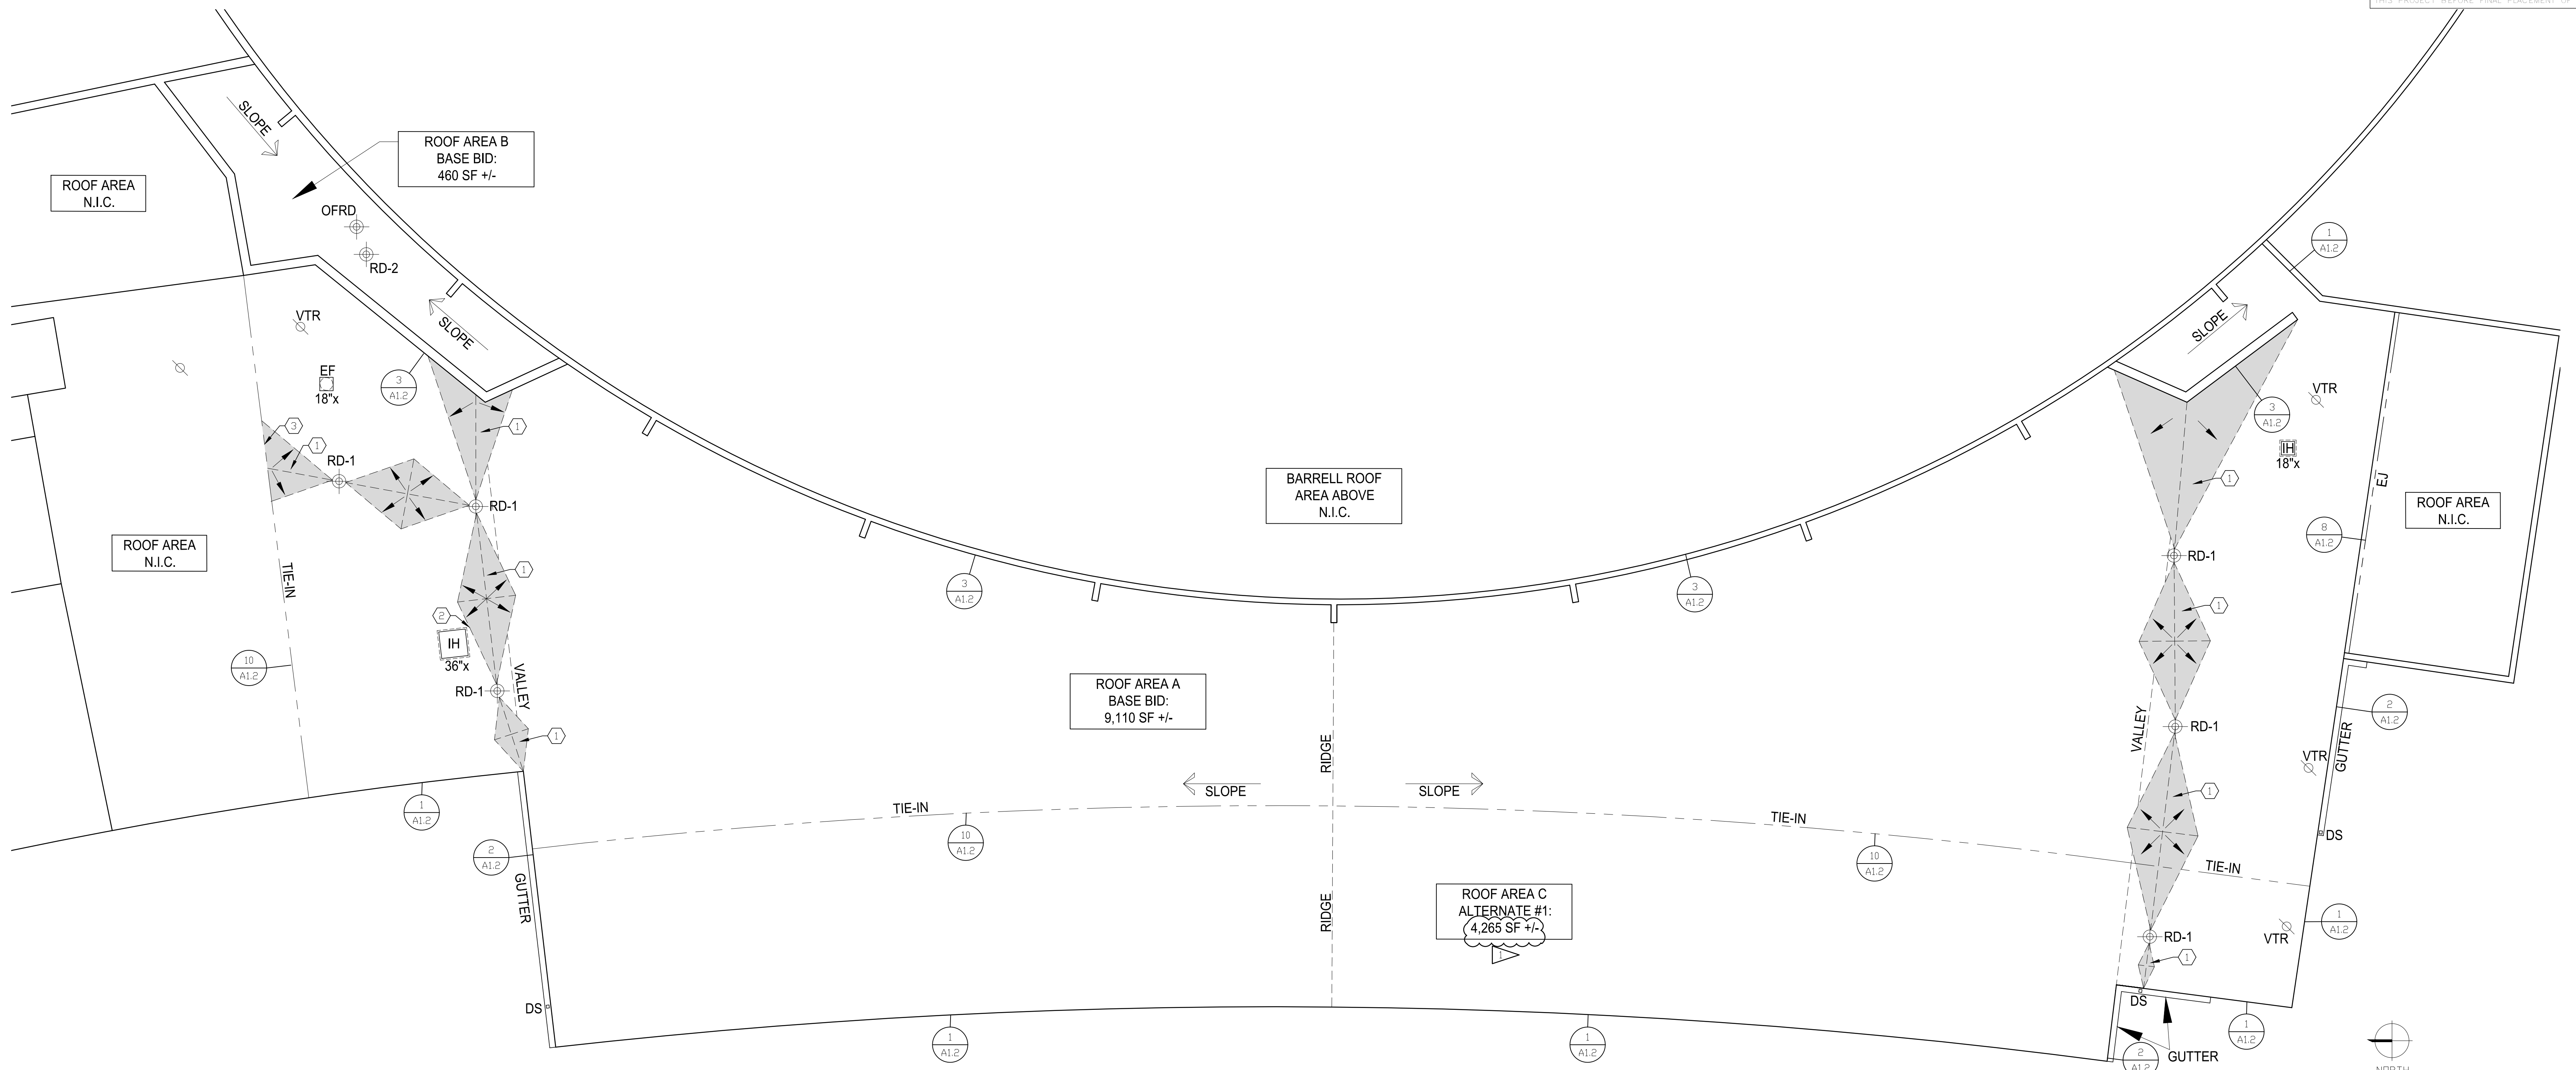 THIS PROJECT BEFORE FINAL PLACEMENT OF
SLOPE
ROOF AREA B
BASE BID:
460 SF +/-
ROOF AREA
N.I.C.
OFRD
RD-2
1
A1.2
VTR
SLOPE
SLOPE
EF
18"x
3
A1.2
3
A1.2
VTR
3
1
1
RD-1
RD-1
IH
18"x
1
BARRELL ROOF
AREA ABOVE
N.I.C.
EJ
ROOF AREA
N.I.C.
8
A1.2
ROOF AREA
N.I.C.
TIE-IN
RD-1
1
3
A1.2
3
A1.2
1
2
IH
36"x
10
A1.2
VALLEY
RD-1
1
ROOF AREA A
BASE BID:
9,110 SF +/-
2
A1.2
VALLEY
RD-1
GUTTER
VTR
RIDGE
SLOPE
SLOPE
1
1
A1.2
TIE-IN
TIE-IN
DS
10
A1.2
10
A1.2
2
A1.2
GUTTER
TIE-IN
RIDGE
ROOF AREA C
ALTERNATE #1:
4,265 SF +/-
1
1
A1.2
RD-1
VTR
1
DS
DS
1
A1.2
1
A1.2
1
A1.2
2
A1.2
GUTTER
NORTH